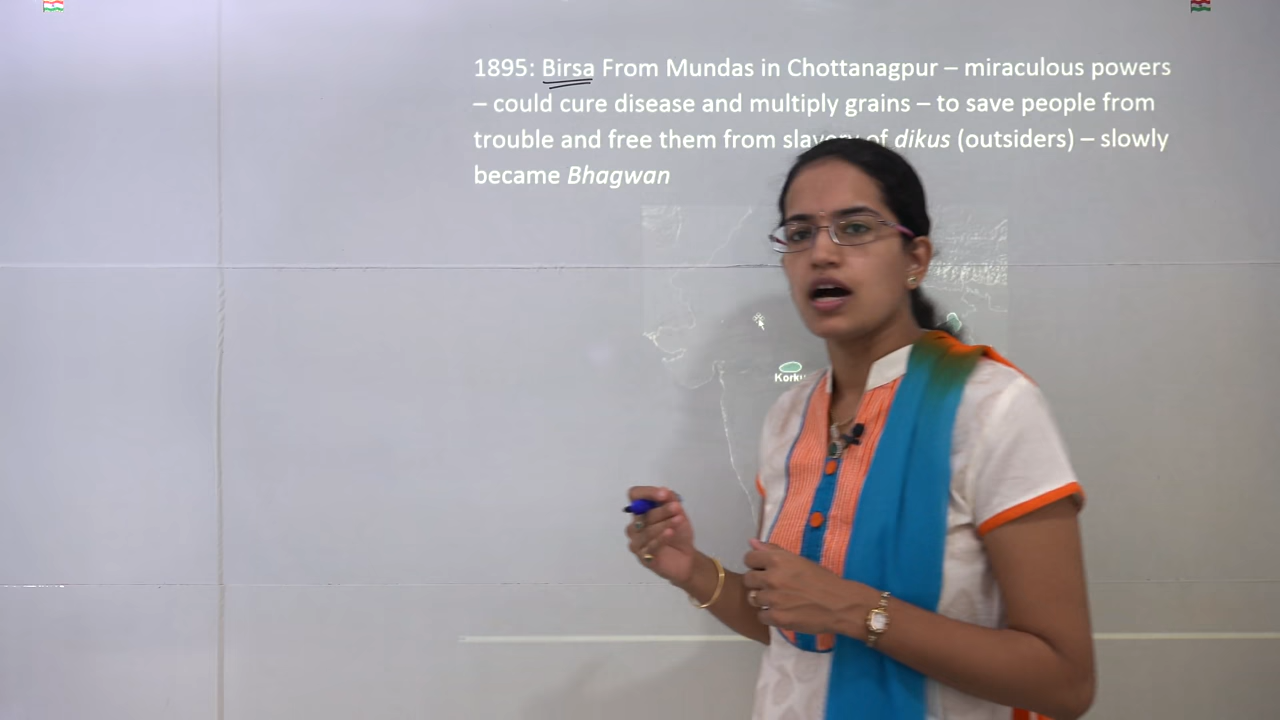 1895: Birsa From Mundas in Chottanagpur – miraculous powers
– could cure disease and multiply grains – to save people from
trouble and free them from slavery of dikus (outsiders) – slowly
became Bhagwan
Korku